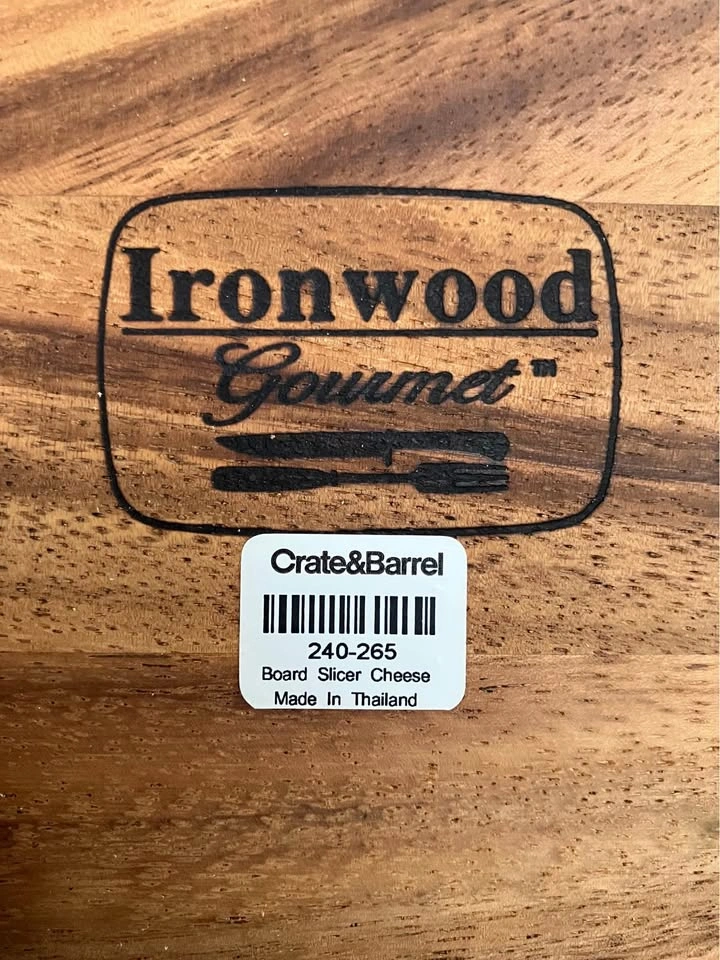 Ironwood
Gourmet™
Crate&Barrel
240-265
Board Slicer Cheese
Made In Thailand